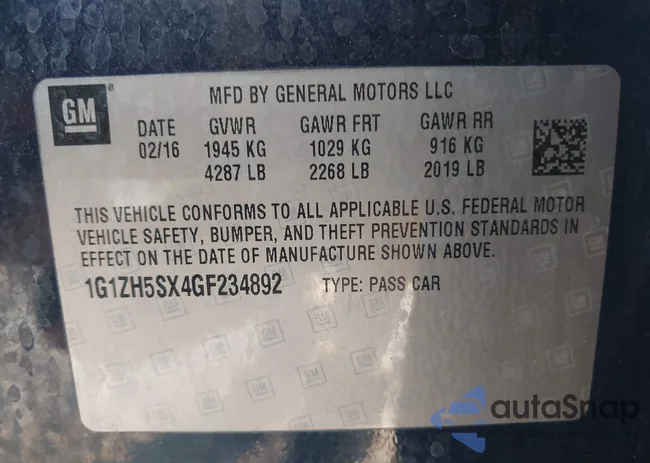 GM
MFD BY GENERAL MOTORS LLC
DATE GVWR GAWR FRT GAWR RR
02/16 1945 KG 1029 KG 916 KG
4287 LB 2268 LB 2019 LB
THIS VEHICLE CONFORMS TO ALL APPLICABLE U.S. FEDERAL MOTOR
VEHICLE SAFETY, BUMPER, AND THEFT PREVENTION STANDARDS IN
EFFECT ON THE DATE OF MANUFACTURE SHOWN ABOVE.
1G1ZH5SX4GF234892 TYPE: PASS CAR
autoSnap